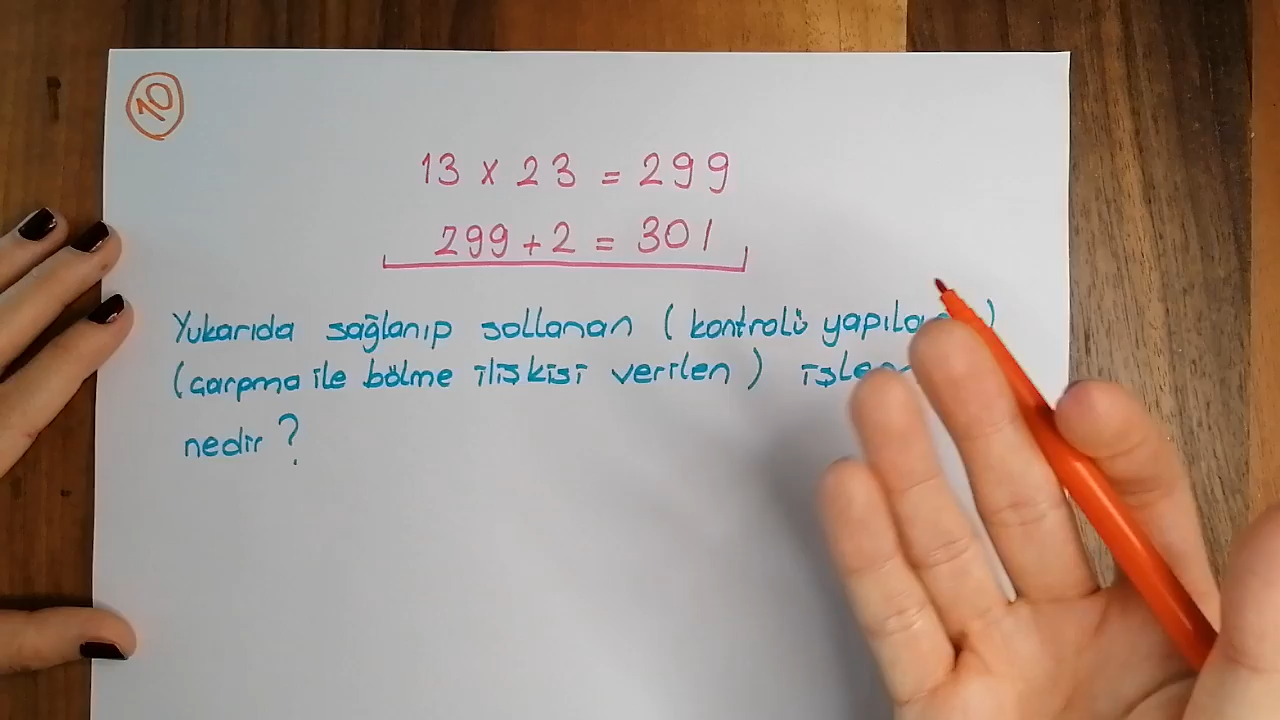 10
13 x 23 = 299
299 + 2 = 301
Yukarıda sağlanıp sollanan ( kontrolü )
(çarpma ile bölme ilişkisi verilen )
nedir ?